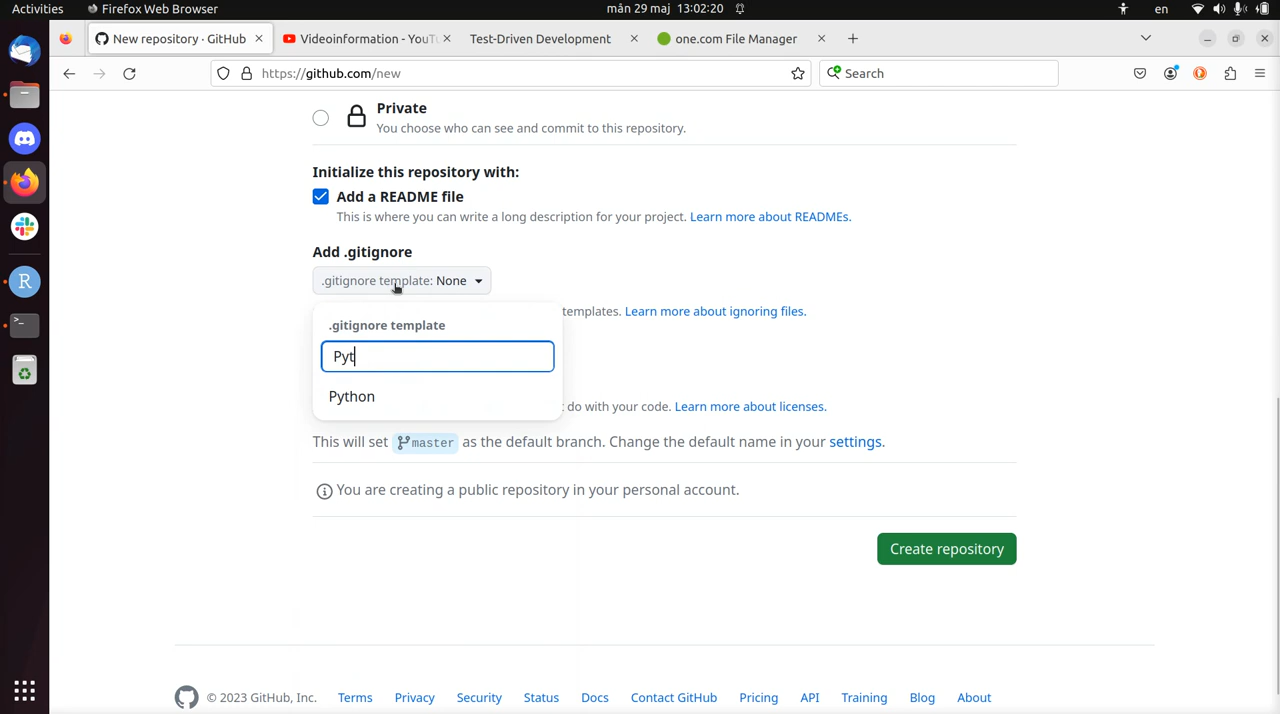 Activities
Firefox Web Browser
mån 29 maj 13:02:20
en
New repository · GitHub
Videoinformation - YouTu
Test-Driven Development
one.com File Manager
https://github.com/new
Search
Private
You choose who can see and commit to this repository.
Initialize this repository with:
Add a README file
This is where you can write a long description for your project. Learn more about READMEs.
Add .gitignore
.gitignore template: None
templates. Learn more about ignoring files.
.gitignore template
Pyt
Python
do with your code. Learn more about licenses.
This will set master as the default branch. Change the default name in your settings.
You are creating a public repository in your personal account.
Create repository
© 2023 GitHub, Inc.
Terms
Privacy
Security
Status
Docs
Contact GitHub
Pricing
API
Training
Blog
About